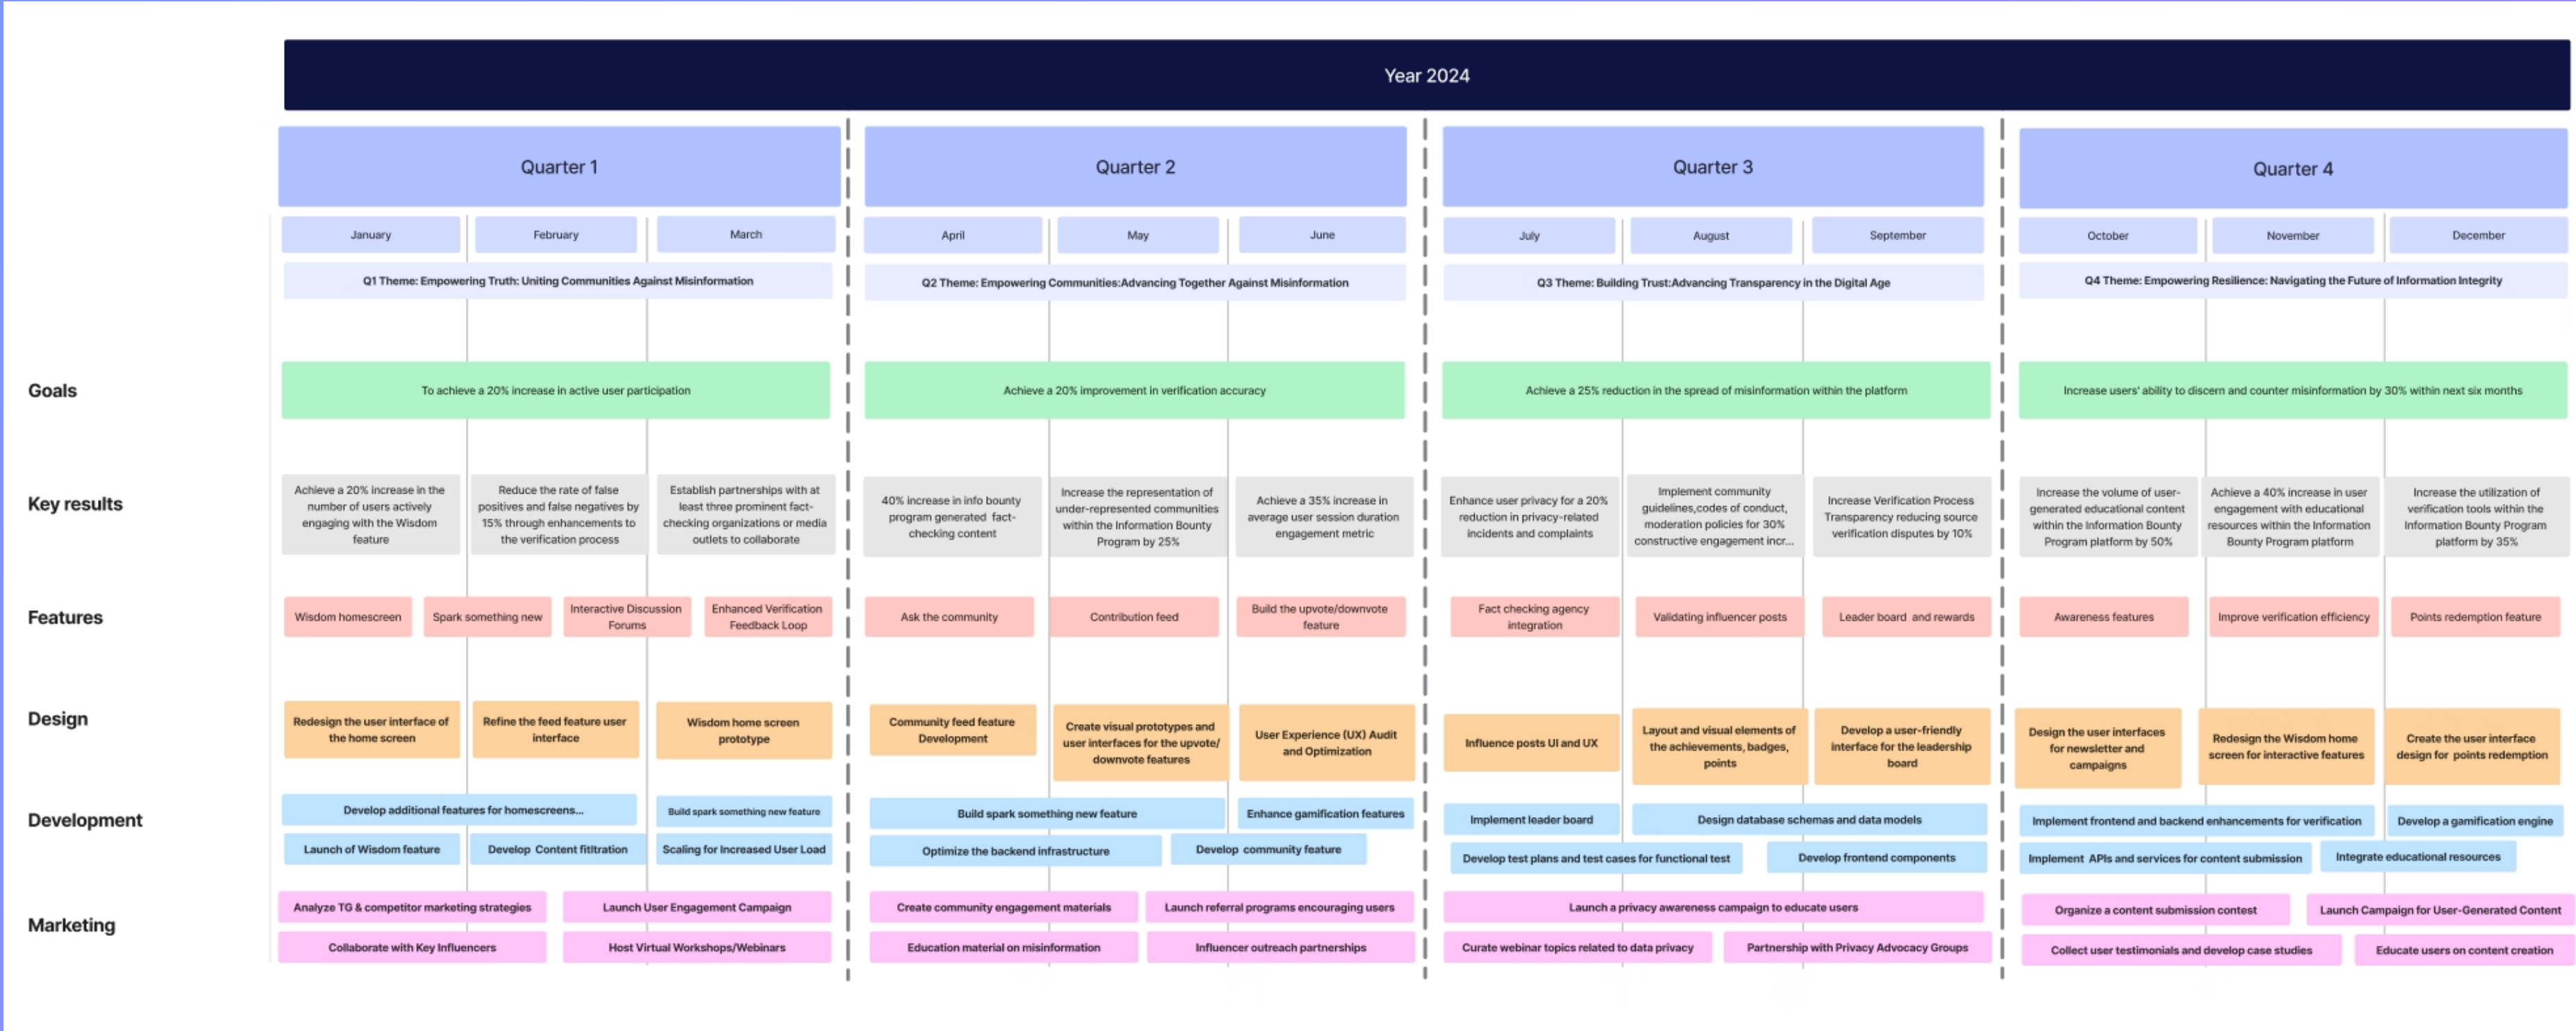 Year 2024
Quarter 1
Quarter 2
Quarter 3
Quarter 4
January
February
March
April
May
June
July
August
September
October
November
December
Q1 Theme: Empowering Truth: Uniting Communities Against Misinformation
Q2 Theme: Empowering Communities:Advancing Together Against Misinformation
Q3 Theme: Building Trust:Advancing Transparency in the Digital Age
Q4 Theme: Empowering Resilience: Navigating the Future of Information Integrity
Goals
To achieve a 20% increase in active user participation
Achieve a 20% improvement in verification accuracy
Achieve a 25% reduction in the spread of misinformation within the platform
Increase users' ability to discern and counter misinformation by 30% within next six months
Key results
Achieve a 20% increase in the
number of users actively
engaging with the Wisdom
feature
Reduce the rate of false
positives and false negatives by
15% through enhancements to
the verification process
Establish partnerships with at
least three prominent fact-
checking organizations or media
outlets to collaborate
40% increase in info bounty
program generated fact-
checking content
Increase the representation of
under-represented communities
within the Information Bounty
Program by 25%
Achieve a 35% increase in
average user session duration
engagement metric
Enhance user privacy for a 20%
reduction in privacy-related
incidents and complaints
Implement community
guidelines,codes of conduct,
moderation policies for 30%
constructive engagement incr...
Increase Verification Process
Transparency reducing source
verification disputes by 10%
Increase the volume of user-
generated educational content
within the Information Bounty
Program platform by 50%
Achieve a 40% increase in user
engagement with educational
resources within the Information
Bounty Program platform
Increase the utilization of
verification tools within the
Information Bounty Program
platform by 35%
Features
Wisdom homescreen
Spark something new
Interactive Discussion
Forums
Enhanced Verification
Feedback Loop
Ask the community
Contribution feed
Build the upvote/downvote
feature
Fact checking agency
integration
Validating influencer posts
Leader board and rewards
Awareness features
Improve verification efficiency
Points redemption feature
Design
Redesign the user interface of
the home screen
Refine the feed feature user
interface
Wisdom home screen
prototype
Community feed feature
Development
Create visual prototypes and
user interfaces for the upvote/
downvote features
User Experience (UX) Audit
and Optimization
Influence posts UI and UX
Layout and visual elements of
the achievements, badges,
points
Develop a user-friendly
interface for the leadership
board
Design the user interfaces
for newsletter and
campaigns
Redesign the Wisdom home
screen for interactive features
Create the user interface
design for points redemption
Development
Develop additional features for homescreens...
Build spark something new feature
Launch of Wisdom feature
Develop Content fitltration
Scaling for Increased User Load
Build spark something new feature
Enhance gamification features
Optimize the backend infrastructure
Develop community feature
Implement leader board
Design database schemas and data models
Develop test plans and test cases for functional test
Develop frontend components
Implement frontend and backend enhancements for verification
Develop a gamification engine
Implement APIs and services for content submission
Integrate educational resources
Marketing
Analyze TG & competitor marketing strategies
Launch User Engagement Campaign
Collaborate with Key Influencers
Host Virtual Workshops/Webinars
Create community engagement materials
Launch referral programs encouraging users
Education material on misinformation
Influencer outreach partnerships
Launch a privacy awareness campaign to educate users
Curate webinar topics related to data privacy
Partnership with Privacy Advocacy Groups
Organize a content submission contest
Launch Campaign for User-Generated Content
Collect user testimonials and develop case studies
Educate users on content creation